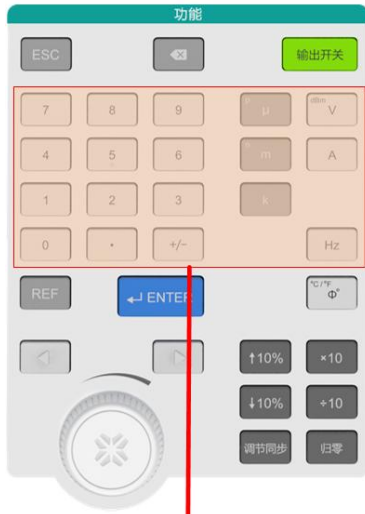 功能
ESC
输出开关
7 8 9 p μ dBm V
4 5 6 n m A
1 2 3 k
0 · +/- Hz
REF ↵ ENTER °C/°F Φ°
↑10% ×10
↓10% ÷10
调节同步 归零